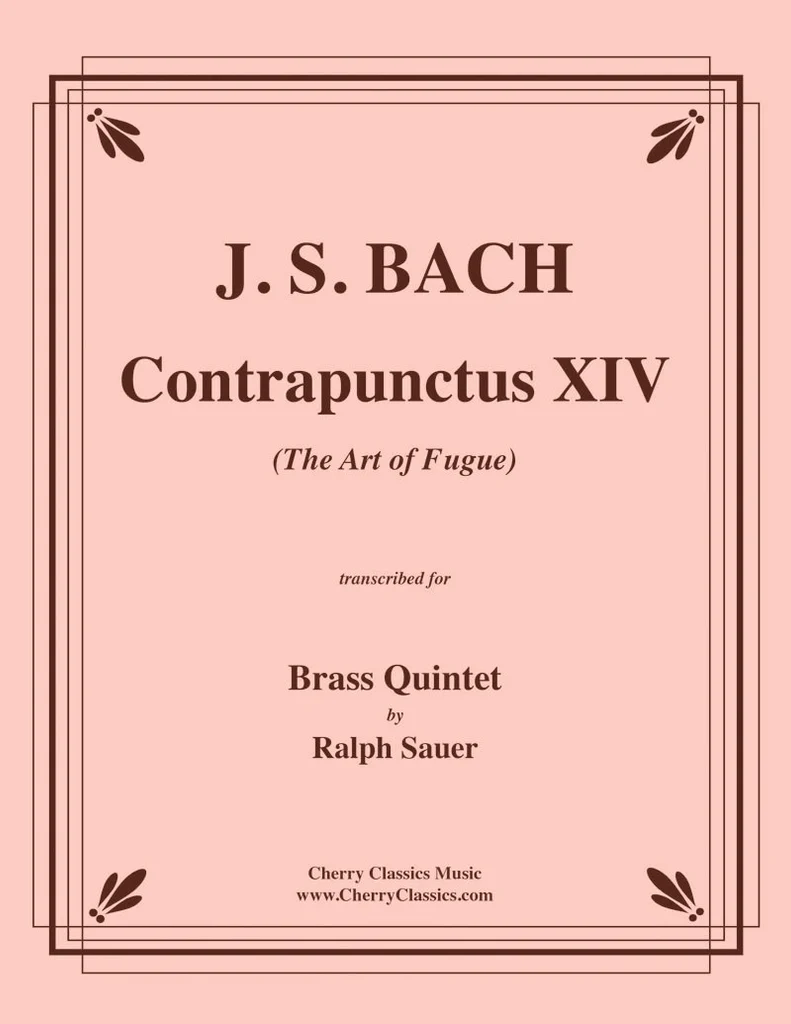 J. S. BACH
Contrapunctus XIV
(The Art of Fugue)
transcribed for
Brass Quintet
by
Ralph Sauer
Cherry Classics Music
www.CherryClassics.com